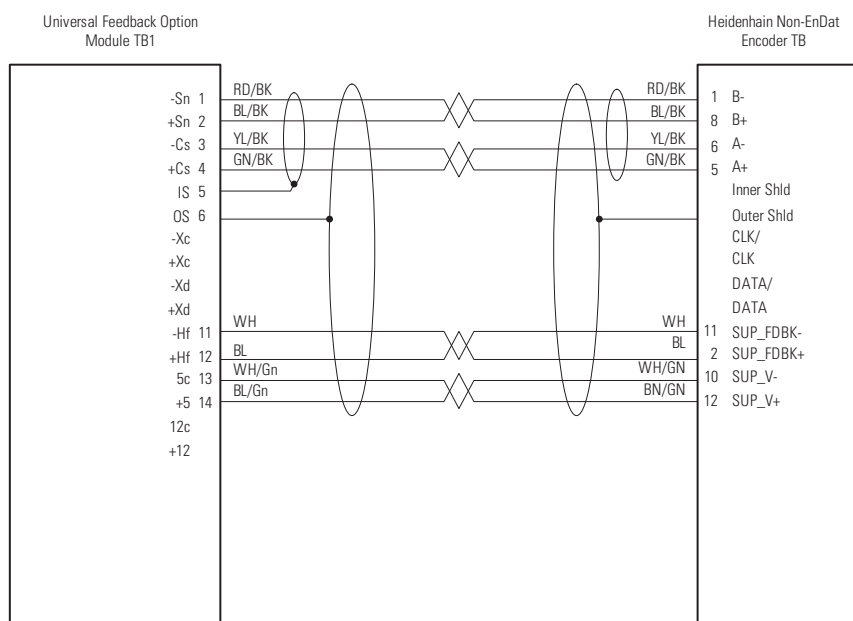 Universal Feedback Option
Module TB1
Heidenhain Non-EnDat
Encoder TB
-Sn 1 RD/BK RD/BK 1 B-
+Sn 2 BL/BK BL/BK 8 B+
-Cs 3 YL/BK YL/BK 6 A-
+Cs 4 GN/BK GN/BK 5 A+
IS 5 Inner Shld
OS 6 Outer Shld
-Xc CLK/
+Xc CLK
-Xd DATA/
+Xd DATA
-Hf 11 WH WH 11 SUP_FDBK-
+Hf 12 BL BL 2 SUP_FDBK+
5c 13 WH/Gn WH/GN 10 SUP_V-
+5 14 BL/Gn BN/GN 12 SUP_V+
12c
+12